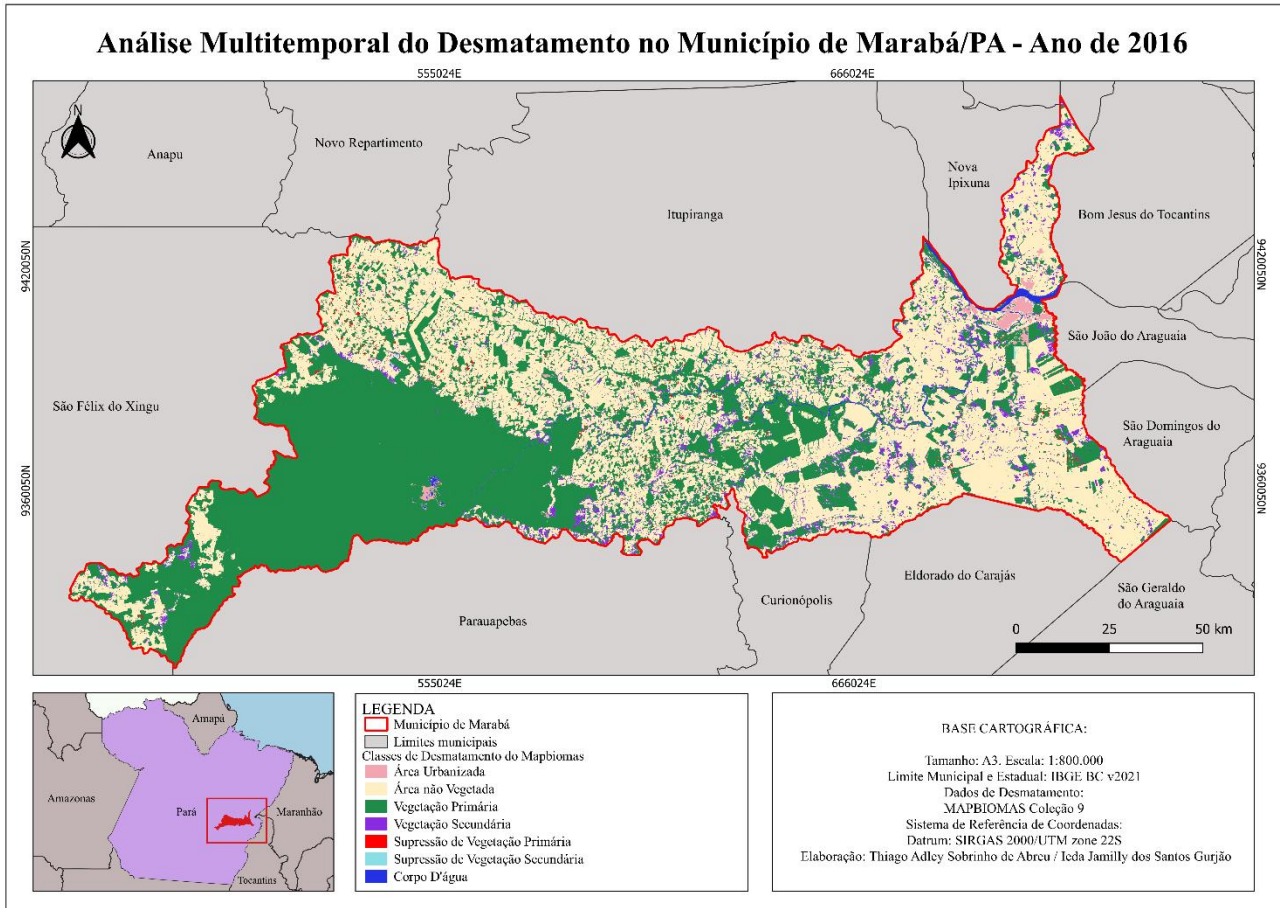 Análise Multitemporal do Desmatamento no Município de Marabá/PA - Ano de 2016
555024E
666024E
N
Anapu
Novo Repartimento
Itupiranga
Nova
Ipixuna
Bom Jesus do Tocantins
9420050N
9420050N
São João do Araguaia
São Félix do Xingu
São Domingos do
Araguaia
9360050N
9360050N
Eldorado do Carajás
Curionópolis
São Geraldo
do Araguaia
Parauapebas
0
25
50 km
555024E
666024E
Amapá
Amazonas
Pará
Maranhão
Tocantins
LEGENDA
Município de Marabá
Limites municipais
Classes de Desmatamento do Mapbiomas
Área Urbanizada
Área não Vegetada
Vegetação Primária
Vegetação Secundária
Supressão de Vegetação Primária
Supressão de Vegetação Secundária
Corpo D'água
BASE CARTOGRÁFICA:
Tamanho: A3. Escala: 1:800.000
Limite Municipal e Estadual: IBGE BC v2021
Dados de Desmatamento:
MAPBIOMAS Coleção 9
Sistema de Referência de Coordenadas:
Datum: SIRGAS 2000/UTM zone 22S
Elaboração: Thiago Adley Sobrinho de Abreu / Ieda Jamilly dos Santos Gurjão